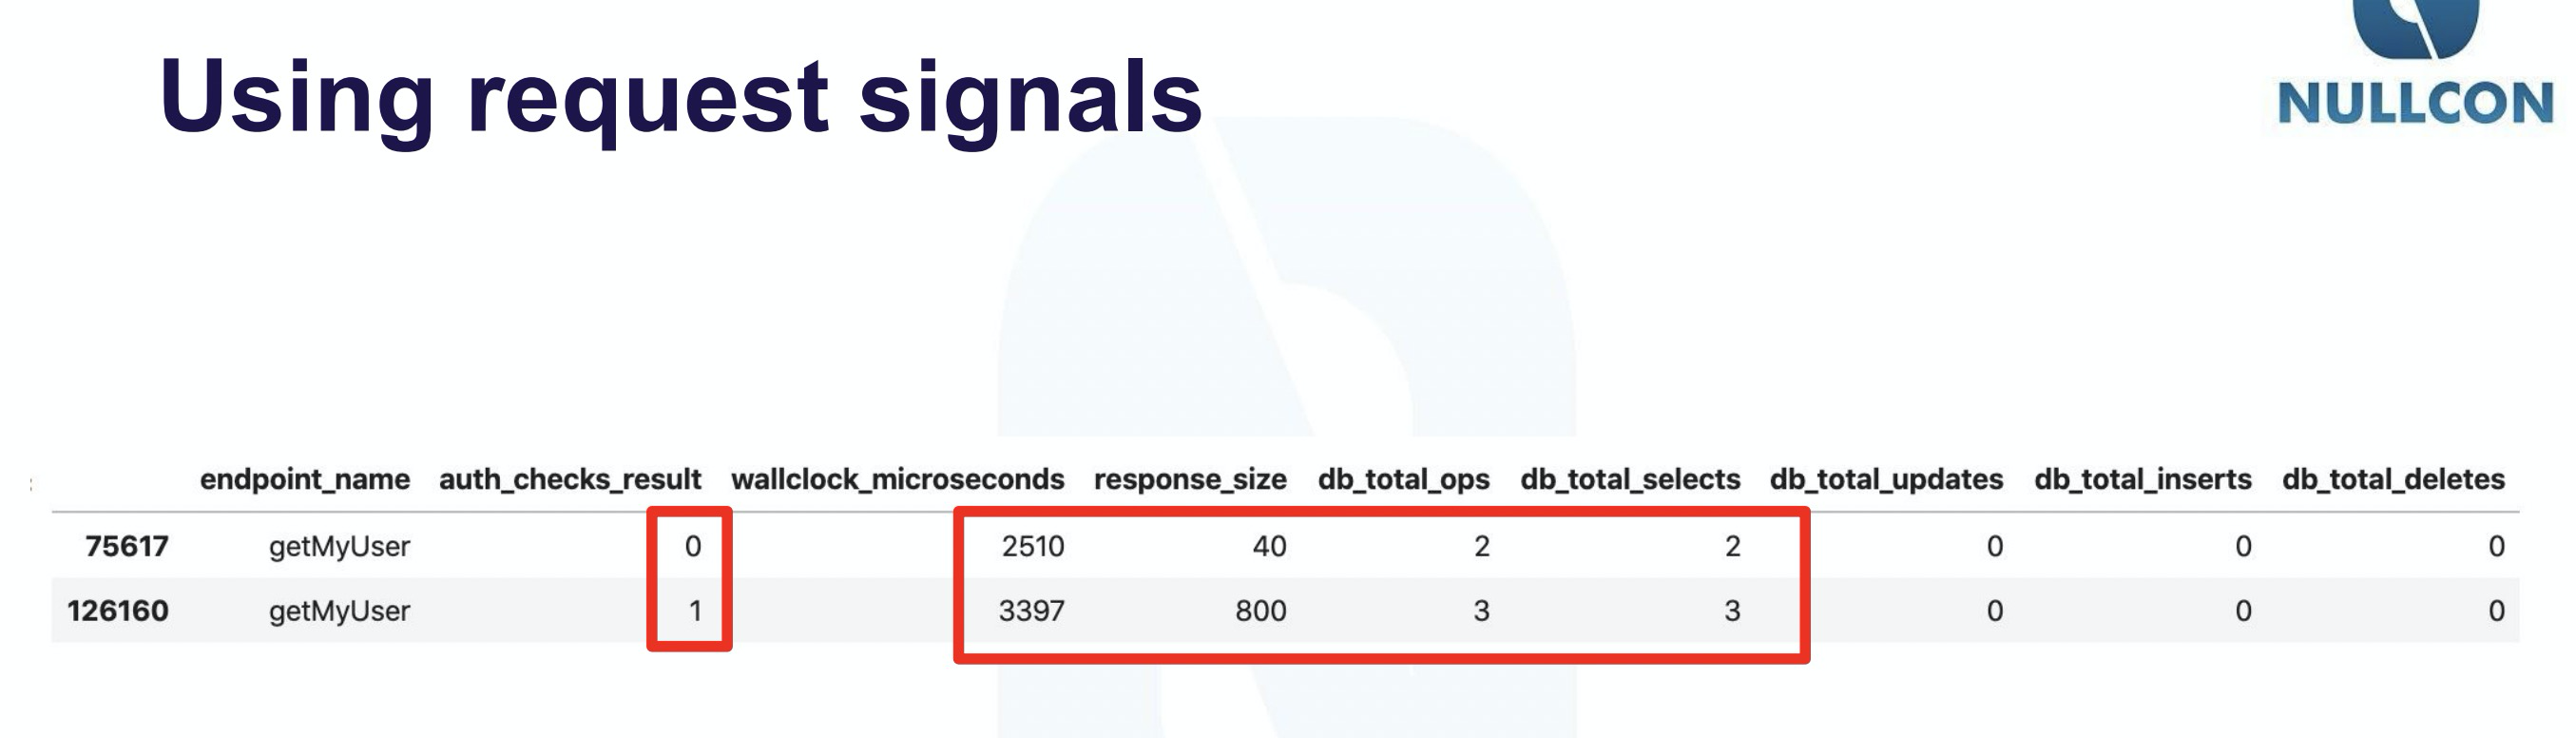 Using request signals
NULLCON
endpoint_name auth_checks_result wallclock_microseconds response_size db_total_ops db_total_selects db_total_updates db_total_inserts db_total_deletes
75617 getMyUser 0 2510 40 2 2 0 0 0
126160 getMyUser 1 3397 800 3 3 0 0 0